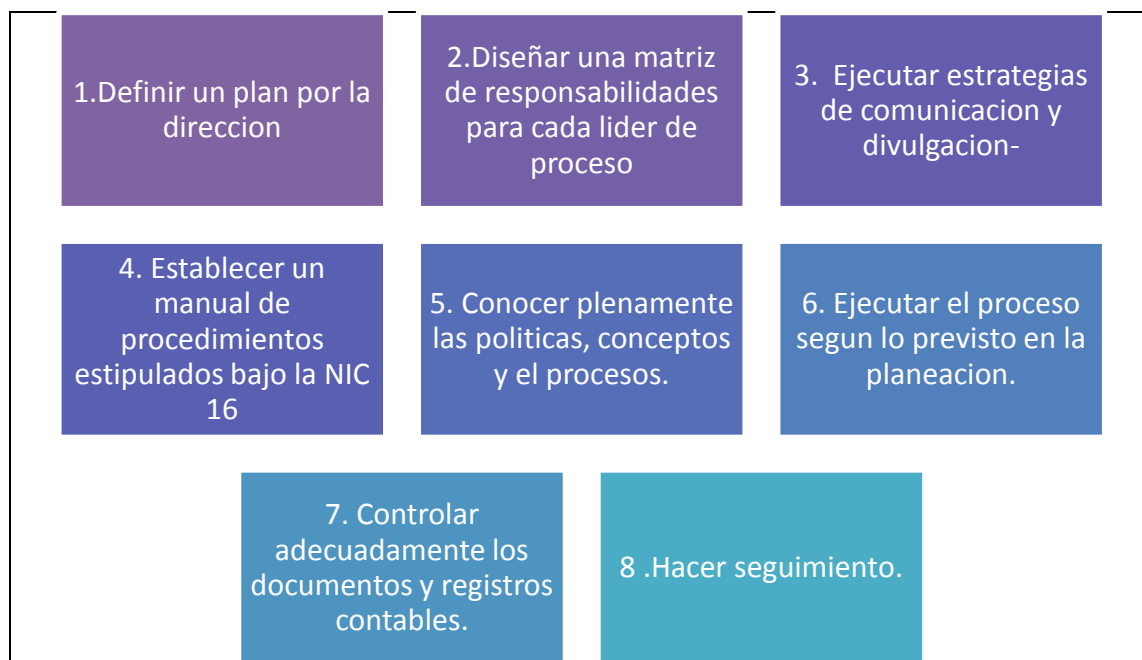 1.Definir un plan por la
direccion
2.Diseñar una matriz
de responsabilidades
para cada lider de
proceso
3.  Ejecutar estrategias
de comunicacion y
divulgacion-
4. Establecer un
manual de
procedimientos
estipulados bajo la NIC
16
5. Conocer plenamente
las politicas, conceptos
y el procesos.
6. Ejecutar el proceso
segun lo previsto en la
planeacion.
7. Controlar
adecuadamente los
documentos y registros
contables.
8 .Hacer seguimiento.